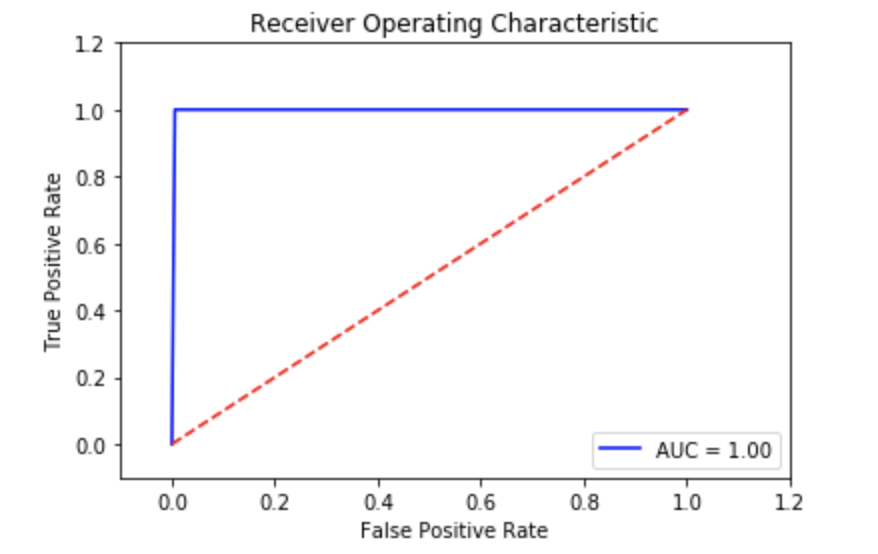 Receiver Operating Characteristic
1.2
1.0
0.8
0.6
0.4
0.2
0.0
True Positive Rate
AUC = 1.00
0.0 0.2 0.4 0.6 0.8 1.0 1.2
False Positive Rate